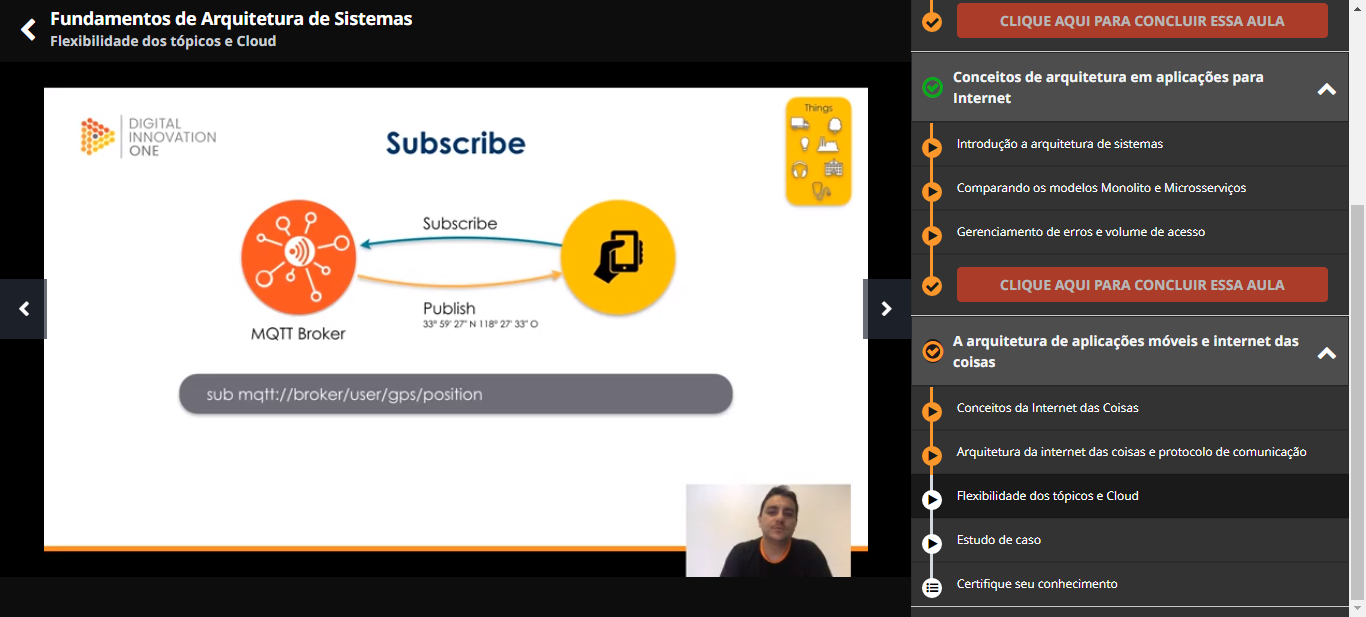 Fundamentos de Arquitetura de Sistemas
Flexibilidade dos tópicos e Cloud
DIGITAL
INNOVATION
ONE
Subscribe
Things
Subscribe
Publish
33° 59' 27" N 118° 27' 33" O
MQTT Broker
sub mqtt://broker/user/gps/position
CLIQUE AQUI PARA CONCLUIR ESSA AULA
Conceitos de arquitetura em aplicações para
Internet
Introdução a arquitetura de sistemas
Comparando os modelos Monolito e Microsserviços
Gerenciamento de erros e volume de acesso
CLIQUE AQUI PARA CONCLUIR ESSA AULA
A arquitetura de aplicações móveis e internet das
coisas
Conceitos da Internet das Coisas
Arquitetura da internet das coisas e protocolo de comunicação
Flexibilidade dos tópicos e Cloud
Estudo de caso
Certifique seu conhecimento